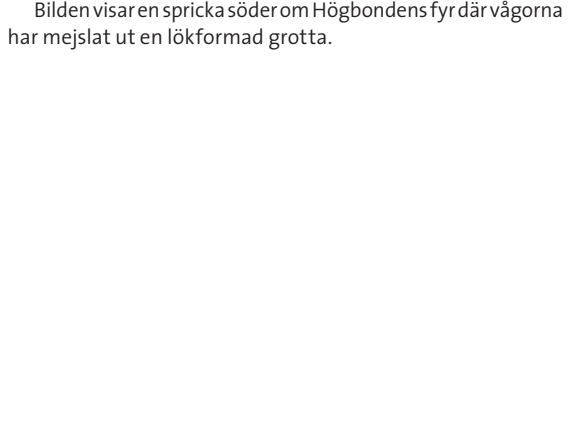 Bilden visar en spricka söder om Högbondens fyr där vågorna
har mejslat ut en lökformad grotta.